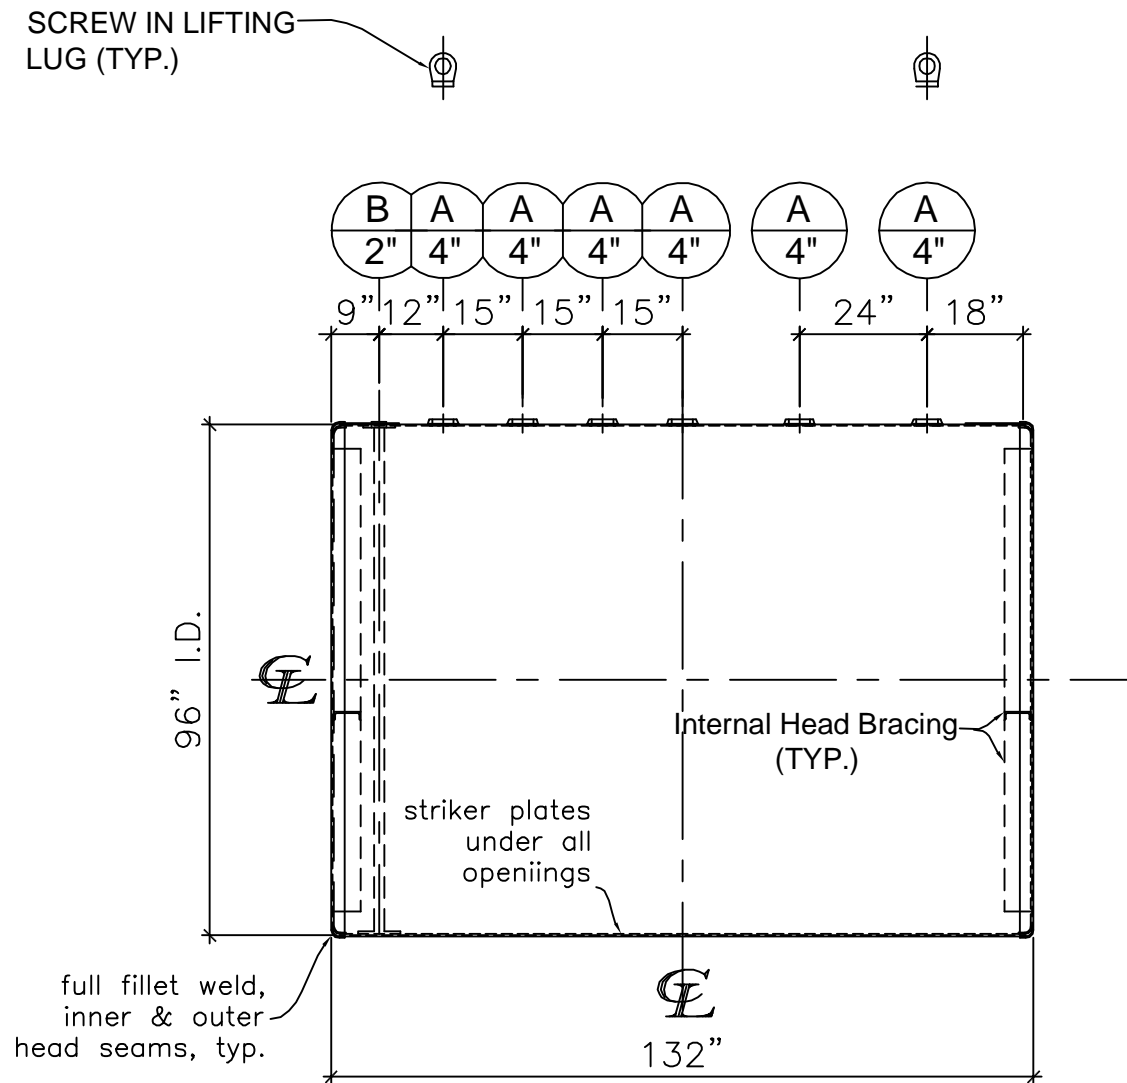 SCREW IN LIFTING
LUG (TYP.)
B A A A A A A
2" 4" 4" 4" 4" 4" 4"
9” 12” 15” 15” 15” 24” 18”
96” I.D.
CL
Internal Head Bracing
(TYP.)
striker plates
under all
openiings
full fillet weld,
inner & outer
head seams, typ.
CL
132”